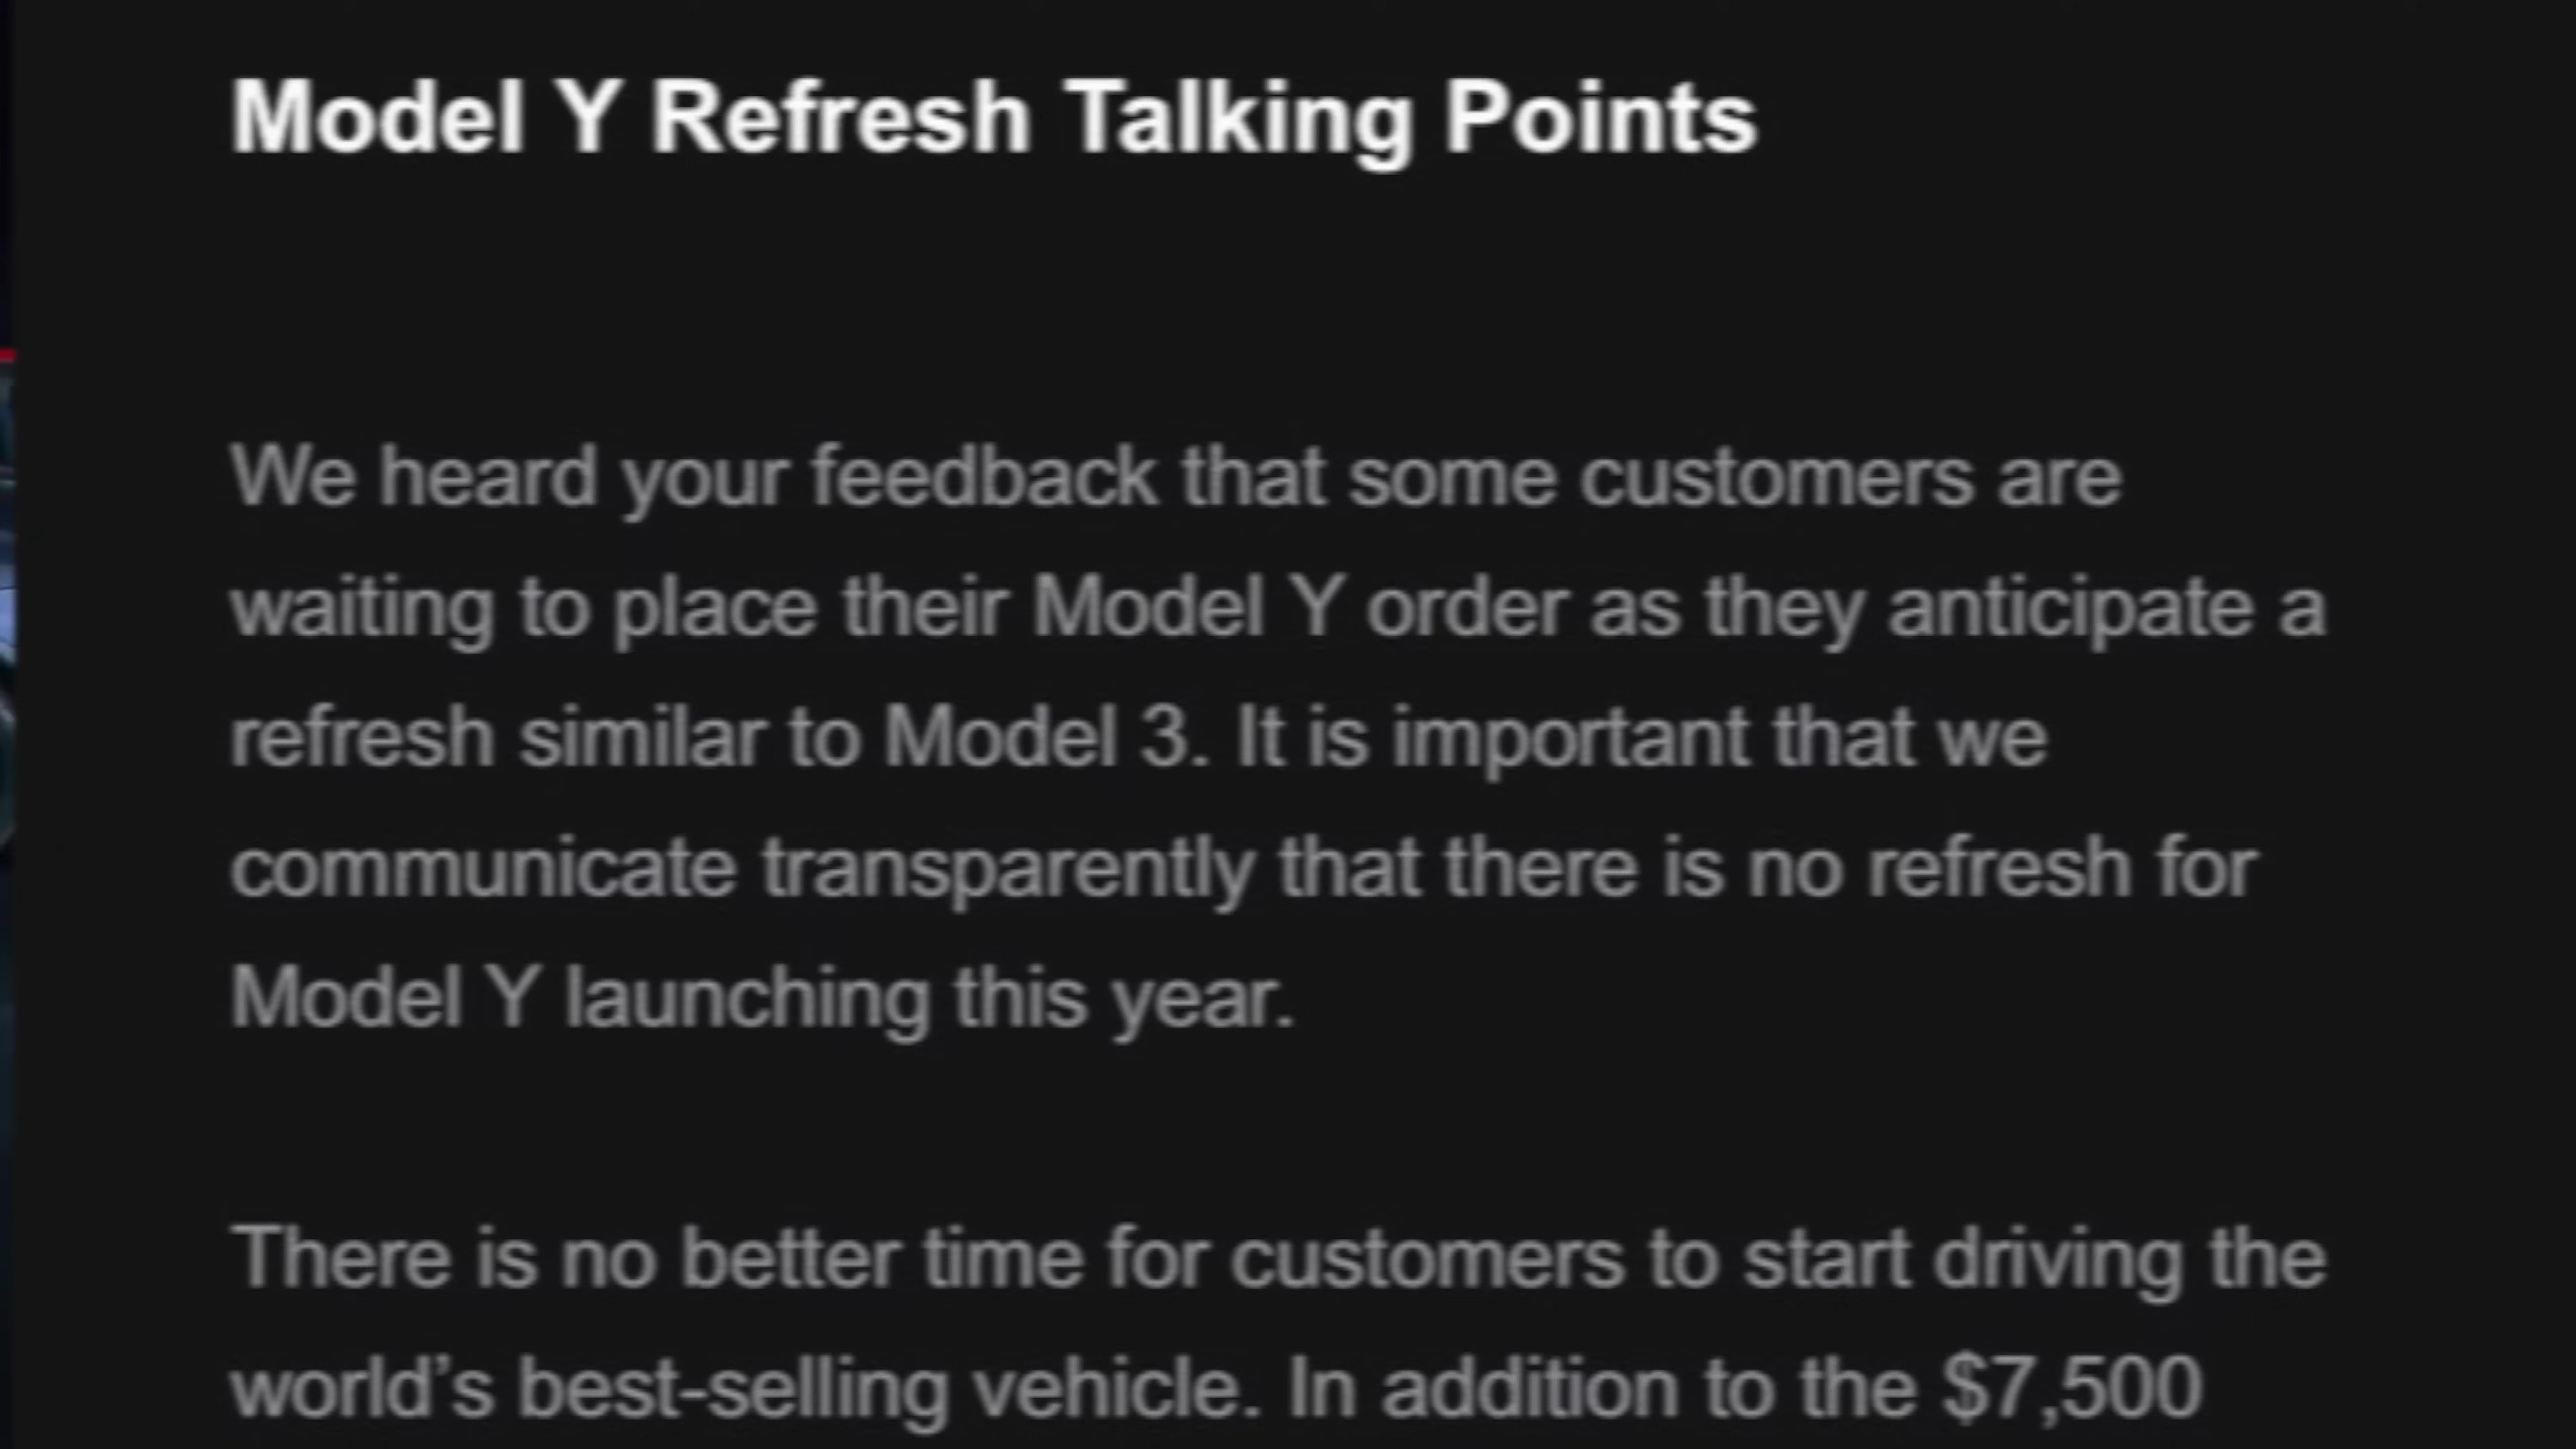 Model Y Refresh Talking Points
We heard your feedback that some customers are
waiting to place their Model Y order as they anticipate a
refresh similar to Model 3. It is important that we
communicate transparently that there is no refresh for
Model Y launching this year.
There is no better time for customers to start driving the
world’s best-selling vehicle. In addition to the $7,500